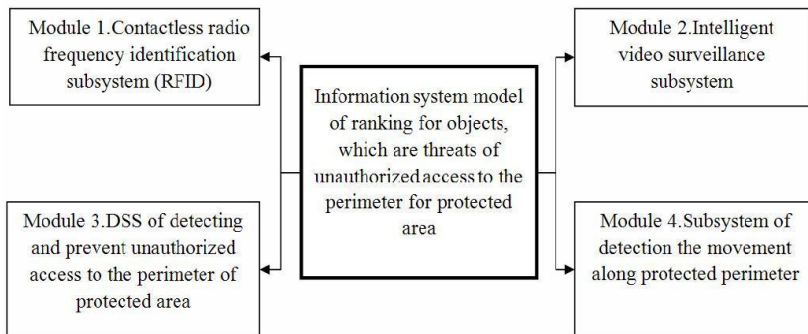 Module 1.Contactless radio
frequency identification
subsystem (RFID)
Module 2.Intelligent
video surveillance
subsystem
Information system model
of ranking for objects,
which are threats of
unauthorized access to the
perimeter for protected
area
Module 3.DSS of detecting
and prevent unauthorized
access to the perimeter of
protected area
Module 4.Subsystem of
detection the movement
along protected perimeter